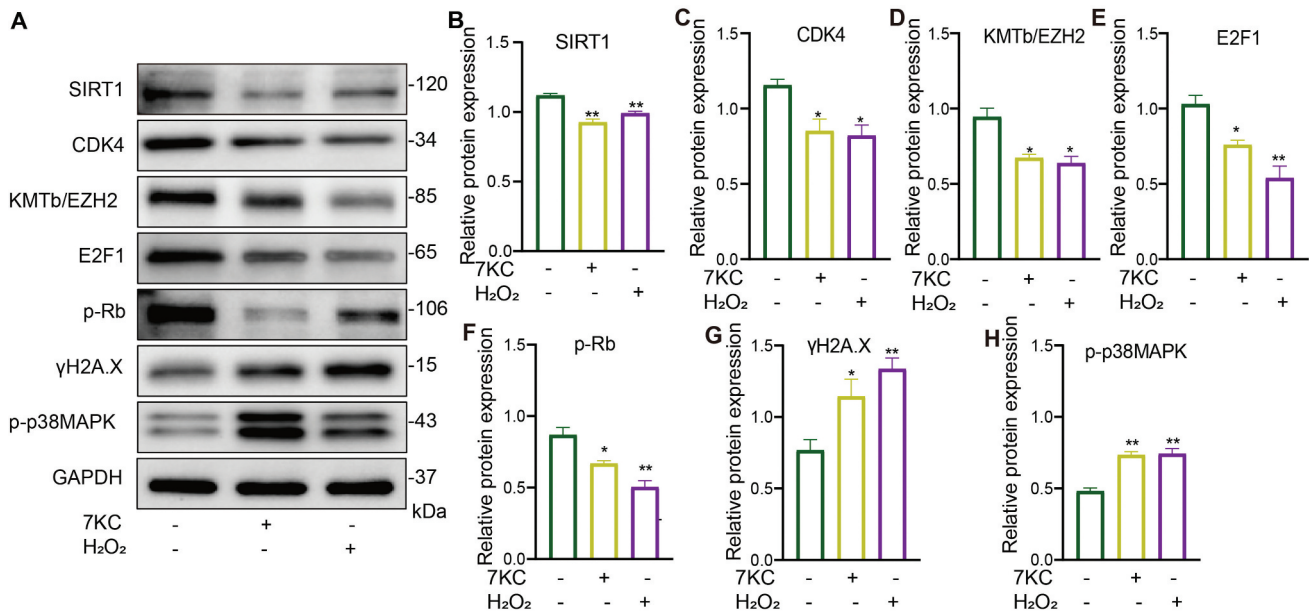 A
SIRT1
-120
CDK4
-34
KMTb/EZH2
-85
E2F1
-65
p-Rb
-106
γH2A.X
-15
p-p38MAPK
-43
GAPDH
-37
kDa
7KC - + -
H₂O₂ - - +
B
SIRT1
Relative protein expression
1.5
1.0
0.5
0.0
** **
7KC - + -
H₂O₂ - - +
C
CDK4
Relative protein expression
1.5
1.0
0.5
0.0
* *
7KC - + -
H₂O₂ - - +
D
KMTb/EZH2
Relative protein expression
1.5
1.0
0.5
0.0
* *
7KC - + -
H₂O₂ - - +
E
E2F1
Relative protein expression
1.5
1.0
0.5
0.0
* **
7KC - + -
H₂O₂ - - +
F
p-Rb
Relative protein expression
1.5
1.0
0.5
0.0
* **
7KC - + -
H₂O₂ - - +
G
γH2A.X
Relative protein expression
1.5
1.0
0.5
0.0
* **
7KC - + -
H₂O₂ - - +
H
p-p38MAPK
Relative protein expression
1.5
1.0
0.5
0.0
** **
7KC - + -
H₂O₂ - - +